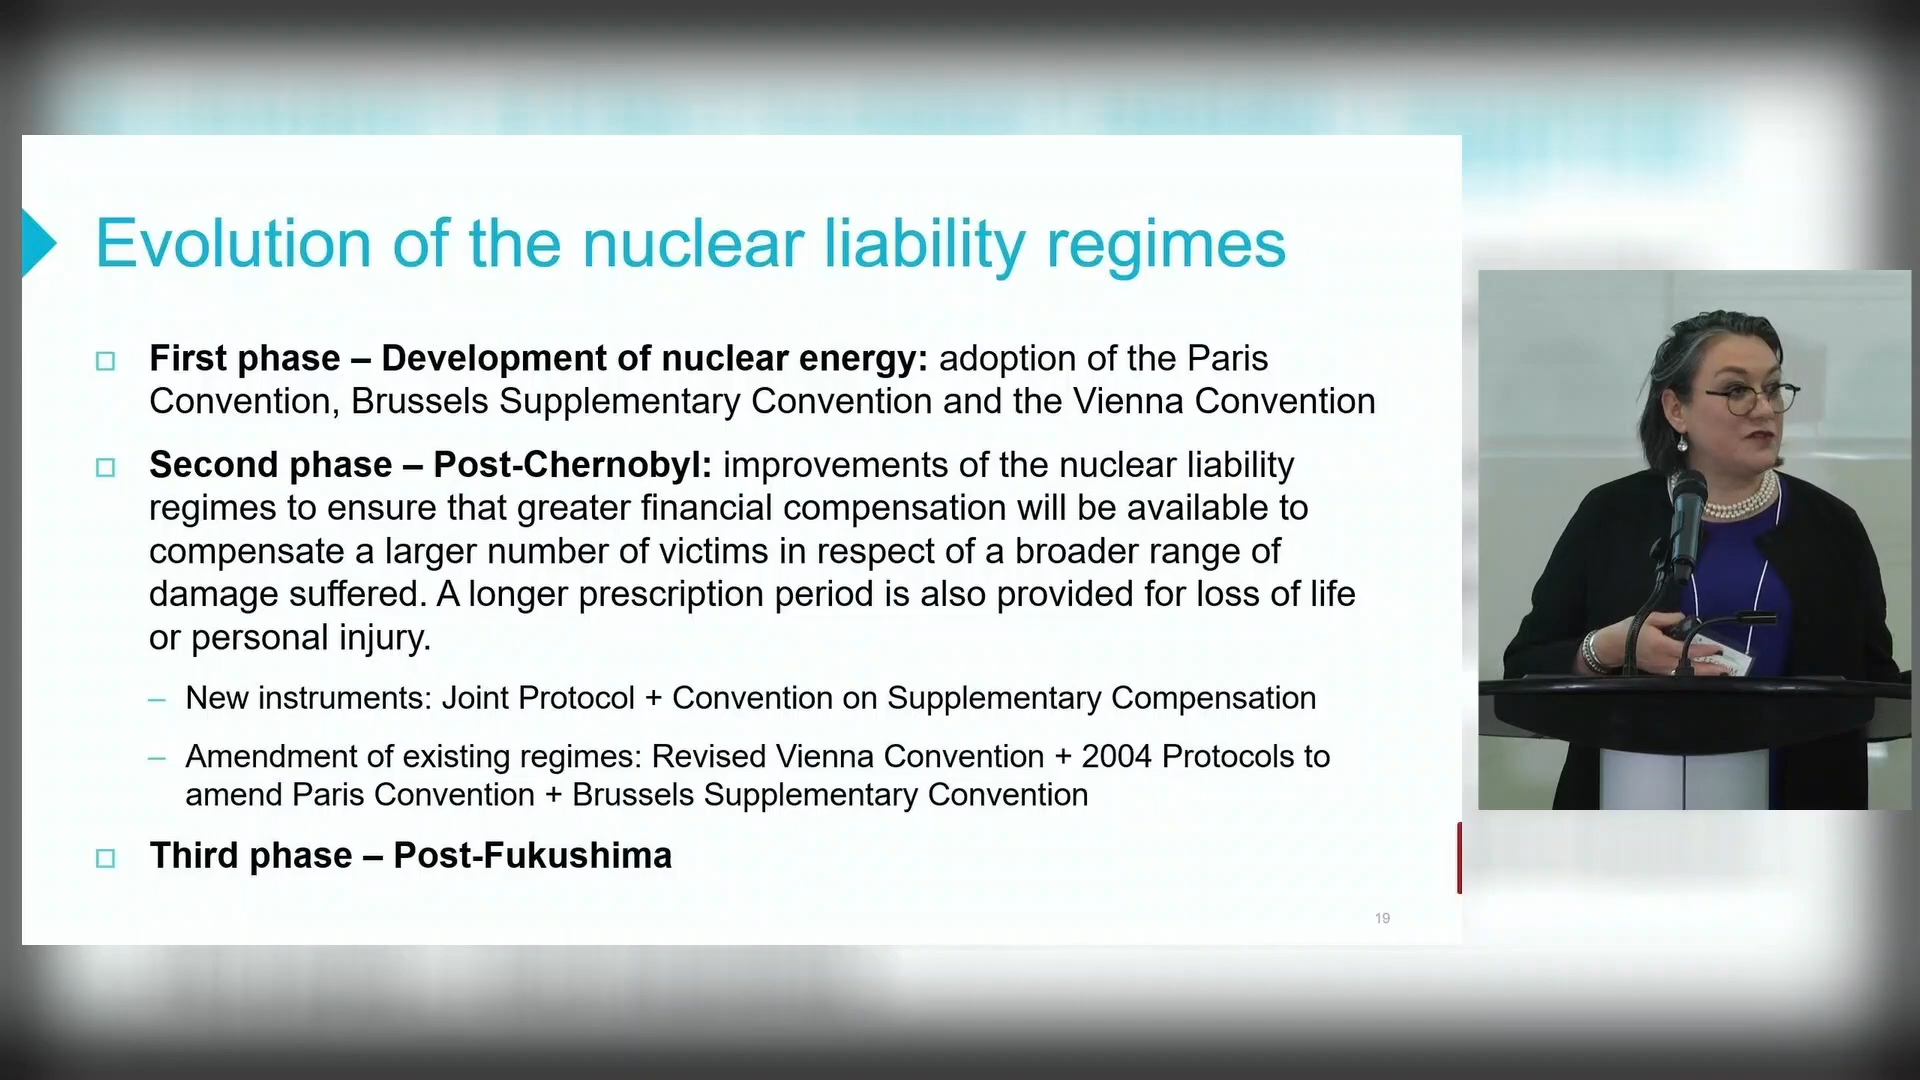 Evolution of the nuclear liability regimes
First phase – Development of nuclear energy: adoption of the Paris
Convention, Brussels Supplementary Convention and the Vienna Convention
Second phase – Post-Chernobyl: improvements of the nuclear liability
regimes to ensure that greater financial compensation will be available to
compensate a larger number of victims in respect of a broader range of
damage suffered. A longer prescription period is also provided for loss of life
or personal injury.
– New instruments: Joint Protocol + Convention on Supplementary Compensation
– Amendment of existing regimes: Revised Vienna Convention + 2004 Protocols to
amend Paris Convention + Brussels Supplementary Convention
Third phase – Post-Fukushima
19